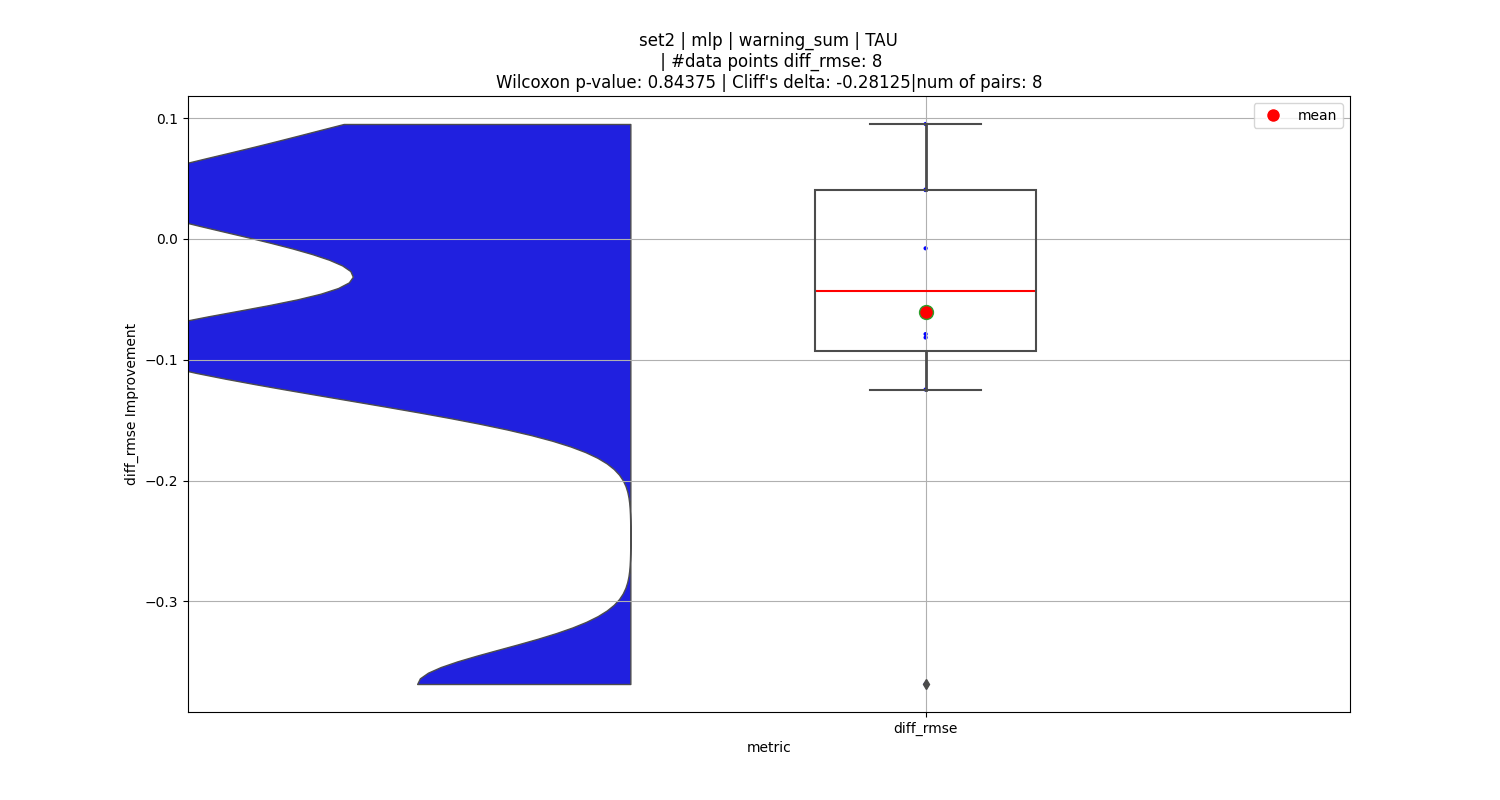 set2 | mlp | warning_sum | TAU
| #data points diff_rmse: 8
Wilcoxon p-value: 0.84375 | Cliff's delta: -0.28125|num of pairs: 8
mean
0.1
0.0
−0.1
−0.2
−0.3
diff_rmse Improvement
diff_rmse
metric